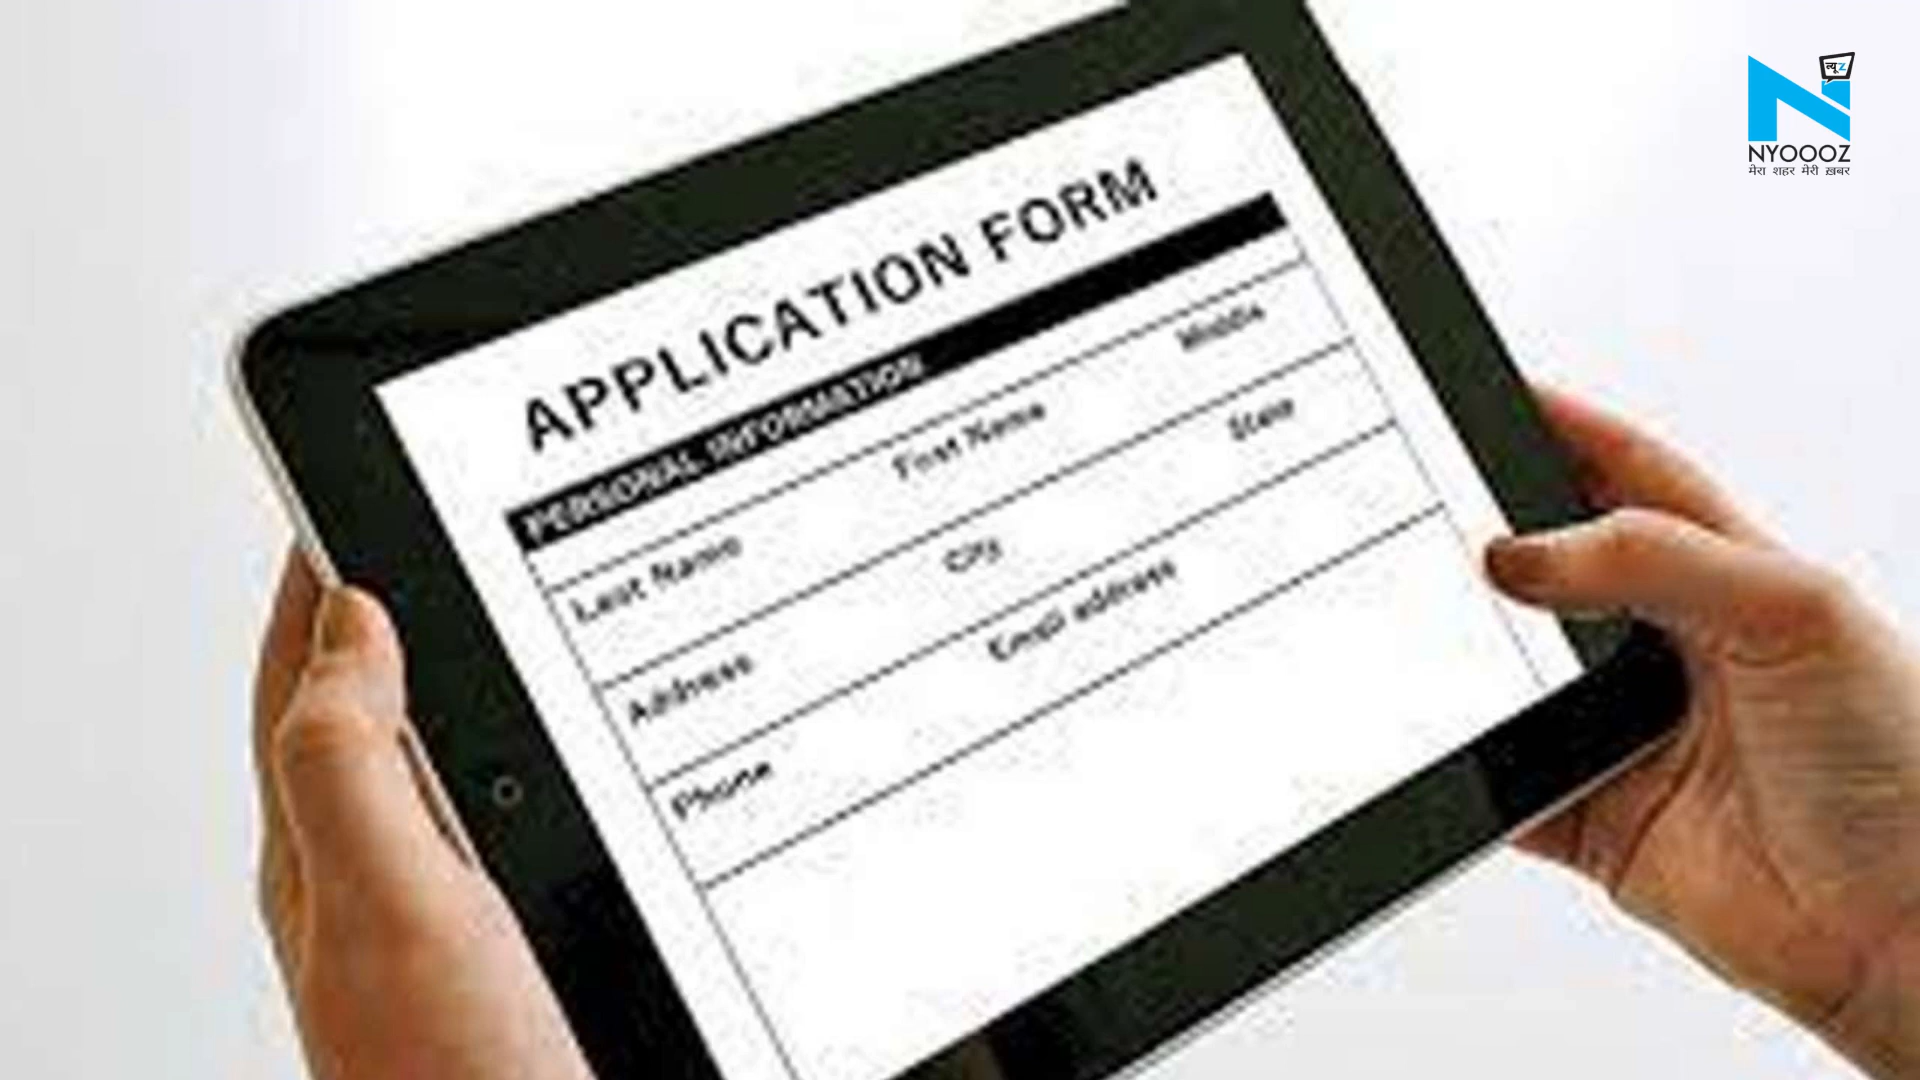 न्यूZ
NYOOOZ
मेरा शहर मेरी ख़बर
APPLICATION FORM
PERSONAL INFORMATION
Last Name First Name Middle
Address City State
Phone Email address